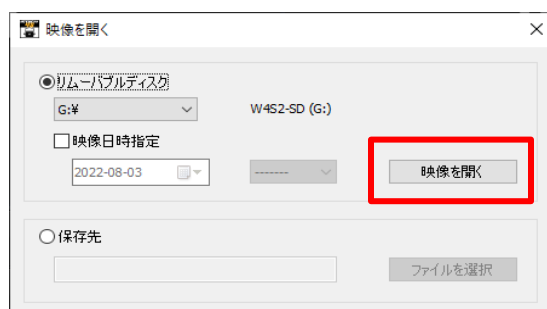 映像を開く
リムーバブルディスク
G:¥ W4S2-SD (G:)
映像日時指定
2022-08-03 ------- 映像を開く
保存先
ファイルを選択